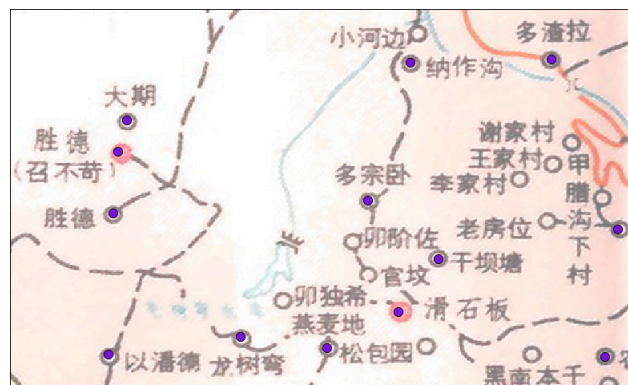 小河边
多渣拉
纳作沟
大期
胜德
(召不苛)
谢家村
王家村
李家村
甲腊沟下村
多宗卧
胜德
卯阶佐
老房位
干坝塘
官坟
卯独希
燕麦地
滑石板
以潘德
龙树弯
松包园
黑南本千